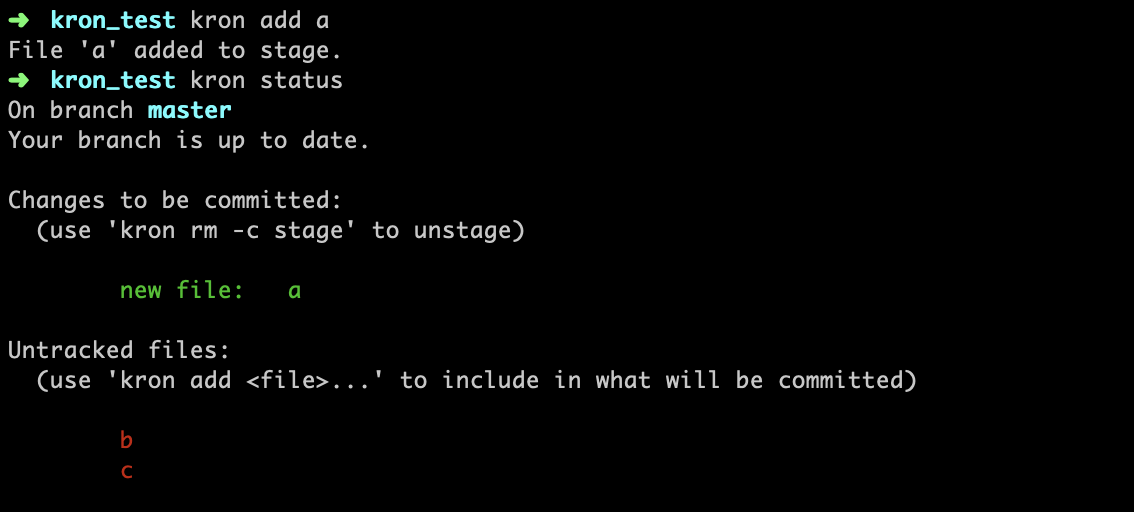 ➜ kron_test kron add a
File 'a' added to stage.
➜ kron_test kron status
On branch master
Your branch is up to date.
Changes to be committed:
(use 'kron rm -c stage' to unstage)
new file: a
Untracked files:
(use 'kron add <file>...' to include in what will be committed)
b
c